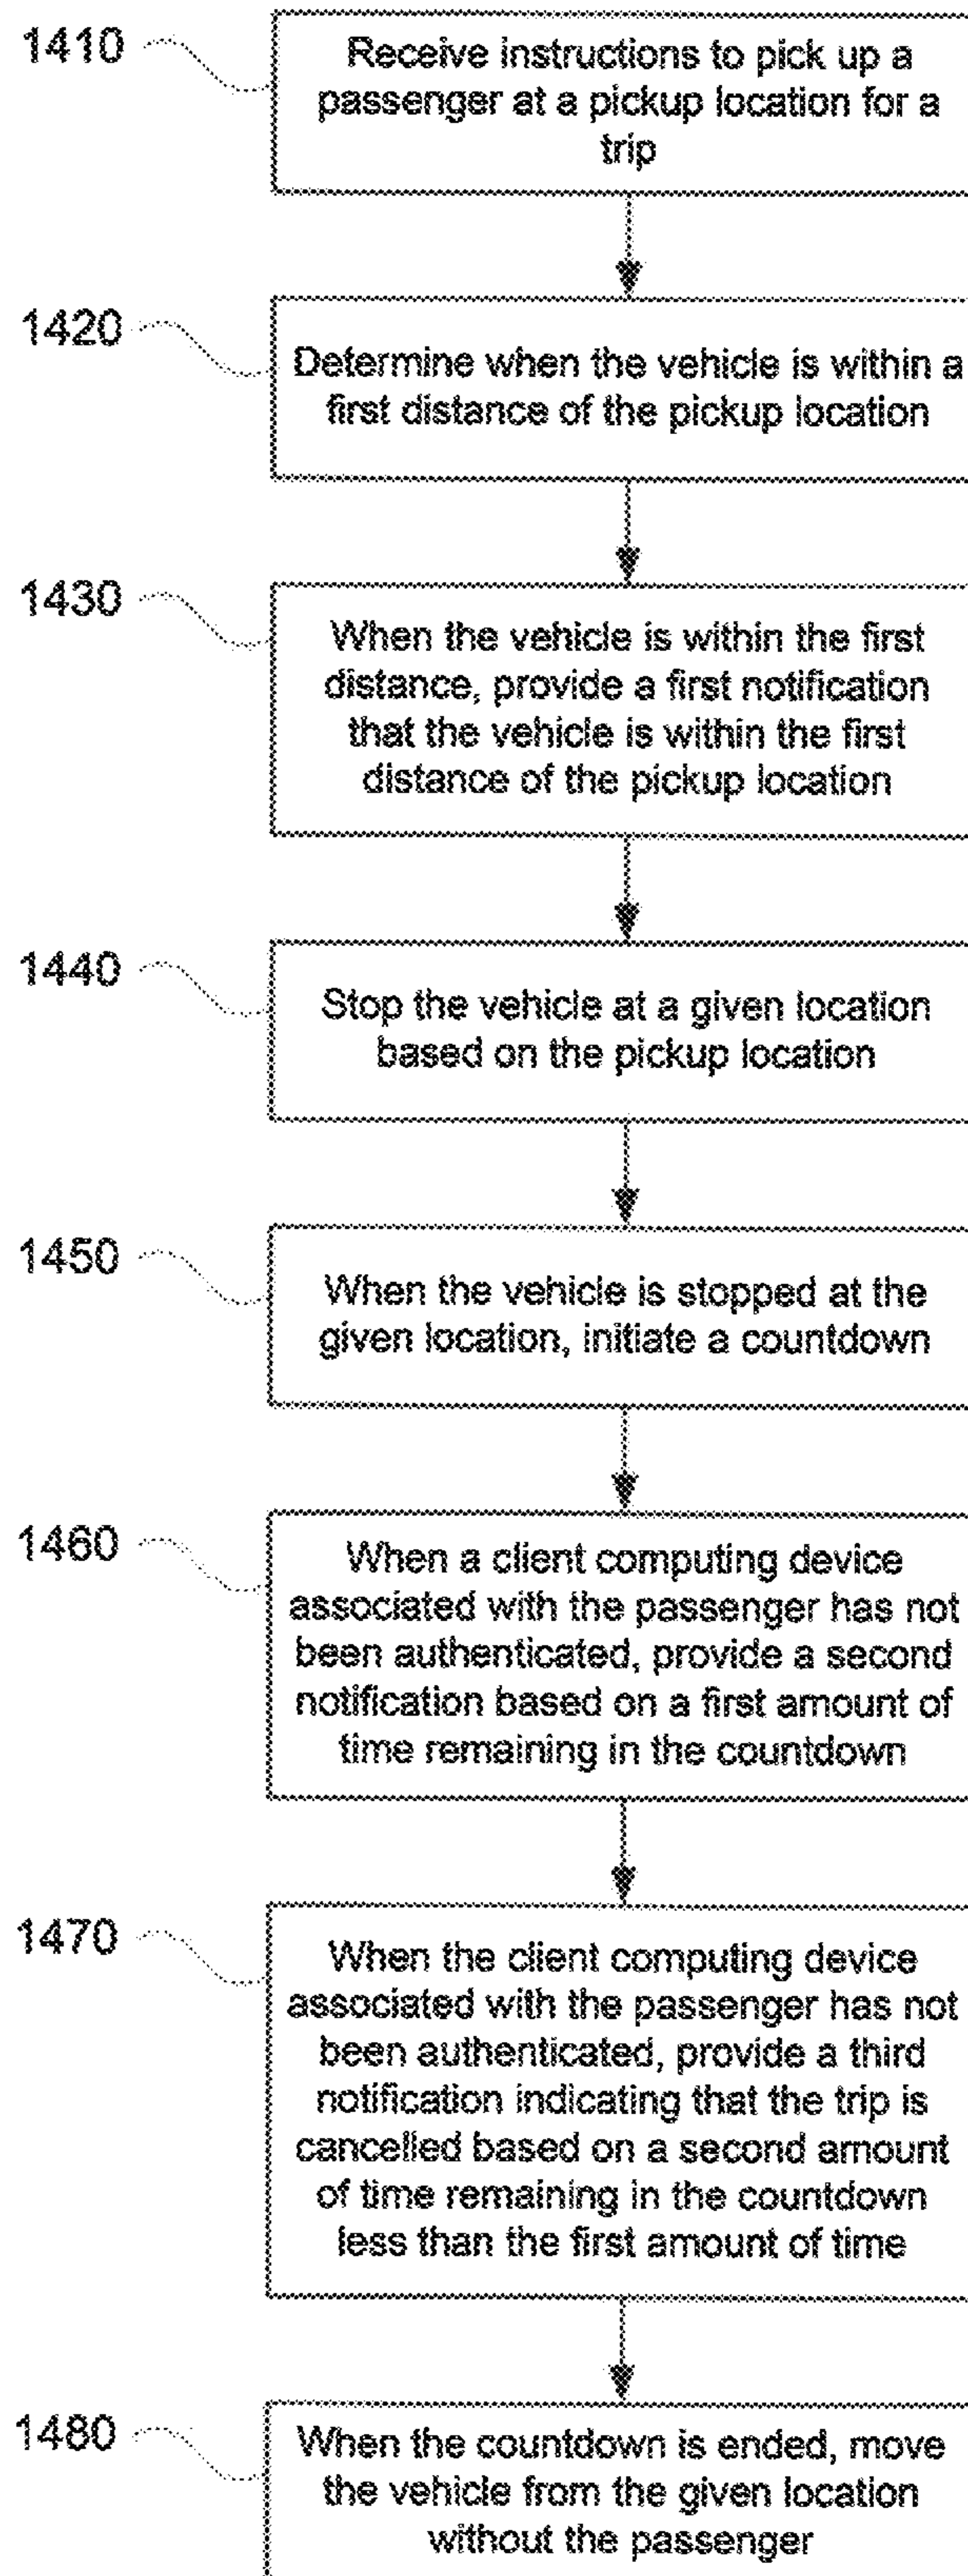 1410
Receive instructions to pick up a
passenger at a pickup location for a
trip
1420
Determine when the vehicle is within a
first distance of the pickup location
1430
When the vehicle is within the first
distance, provide a first notification
that the vehicle is within the first
distance of the pickup location
1440
Stop the vehicle at a given location
based on the pickup location
1450
When the vehicle is stopped at the
given location, initiate a countdown
1460
When a client computing device
associated with the passenger has not
been authenticated, provide a second
notification based on a first amount of
time remaining in the countdown
1470
When the client computing device
associated with the passenger has not
been authenticated, provide a third
notification indicating that the trip is
cancelled based on a second amount
of time remaining in the countdown
less than the first amount of time
1480
When the countdown is ended, move
the vehicle from the given location
without the passenger